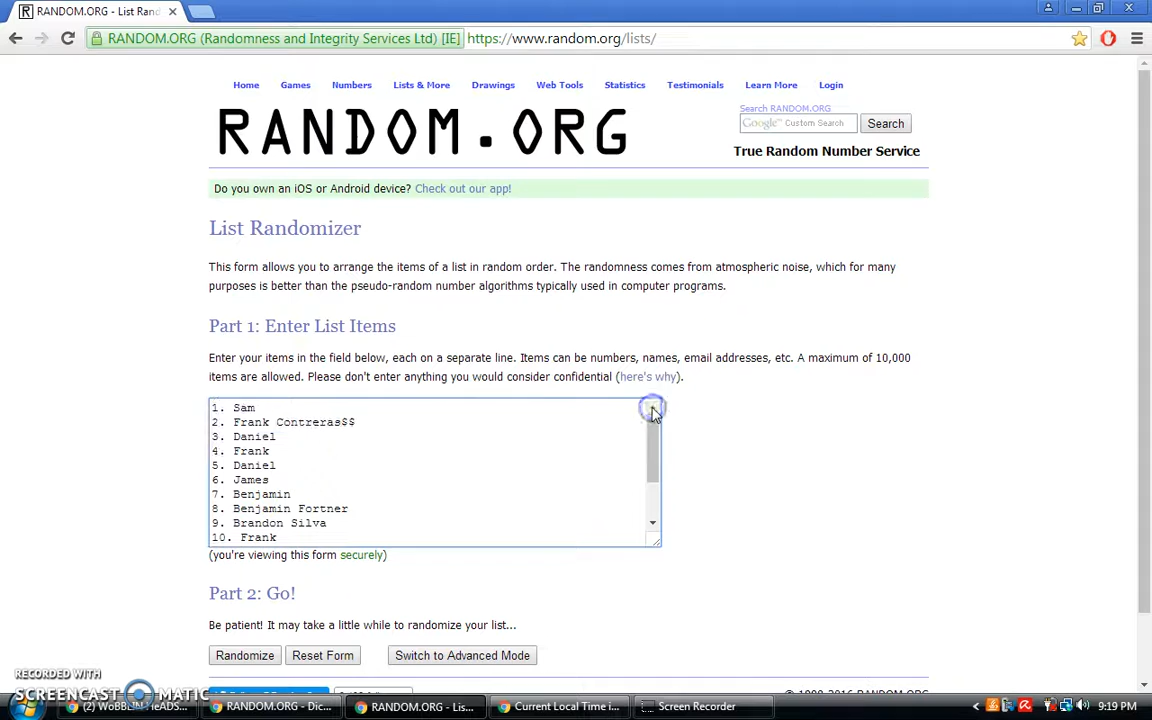 RANDOM.ORG - List Rand
RANDOM.ORG (Randomness and Integrity Services Ltd) [IE] https://www.random.org/lists/
Home Games Numbers Lists & More Drawings Web Tools Statistics Testimonials Learn More Login
RANDOM.ORG
Search RANDOM.ORG
Google™ Custom Search Search
True Random Number Service
Do you own an iOS or Android device? Check out our app!
List Randomizer
This form allows you to arrange the items of a list in random order. The randomness comes from atmospheric noise, which for many
purposes is better than the pseudo-random number algorithms typically used in computer programs.
Part 1: Enter List Items
Enter your items in the field below, each on a separate line. Items can be numbers, names, email addresses, etc. A maximum of 10,000
items are allowed. Please don't enter anything you would consider confidential (here's why).
1. Sam
2. Frank Contreras$$
3. Daniel
4. Frank
5. Daniel
6. James
7. Benjamin
8. Benjamin Fortner
9. Brandon Silva
10. Frank
(you're viewing this form securely)
Part 2: Go!
Be patient! It may take a little while to randomize your list...
Randomize Reset Form Switch to Advanced Mode
RECORDED WITH
SCREENCAST MATIC
RANDOM.ORG - Dic...
RANDOM.ORG - Lis...
Current Local Time i...
Screen Recorder
9:19 PM